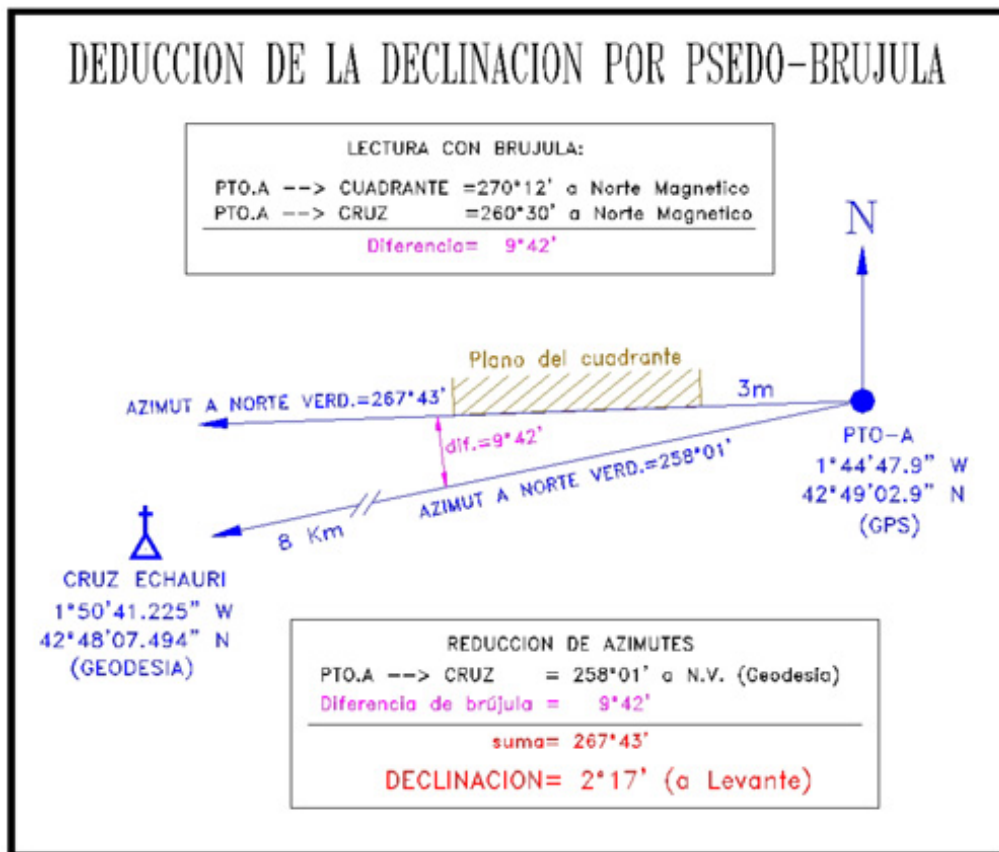 DEDUCCION DE LA DECLINACION POR PSEDO-BRUJULA
LECTURA CON BRUJULA:
PTO.A --> CUADRANTE =270°12' a Norte Magnetico
PTO.A --> CRUZ =260°30' a Norte Magnetico
Diferencia= 9°42'
N
Plano del cuadrante
AZIMUT A NORTE VERD.=267°43'
3m
dif.=9°42'
AZIMUT A NORTE VERD.=258°01'
8 Km
PTO-A
1°44'47.9" W
42°49'02.9" N
(GPS)
CRUZ ECHAURI
1°50'41.225" W
42°48'07.494" N
(GEODESIA)
REDUCCION DE AZIMUTES
PTO.A --> CRUZ = 258°01' a N.V. (Geodesia)
Diferencia de brújula = 9°42'
suma= 267°43'
DECLINACION= 2°17' (a Levante)